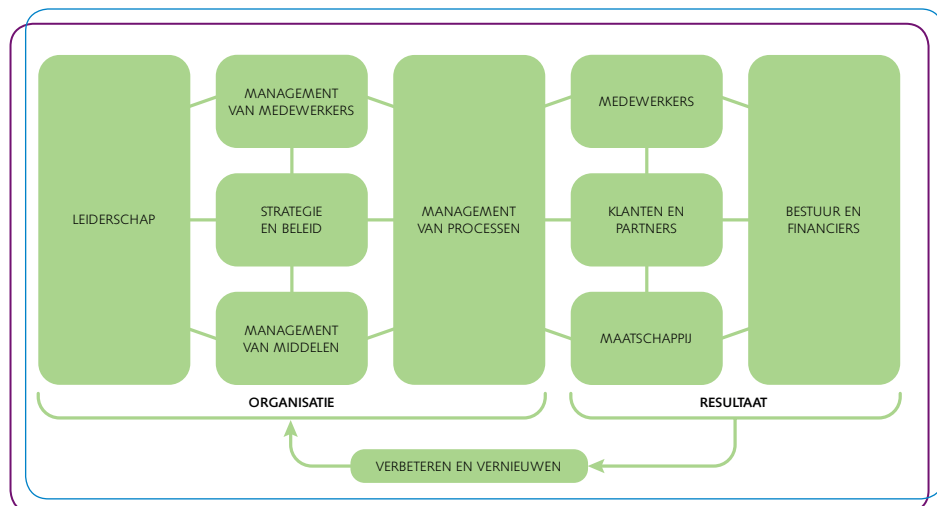 LEIDERSCHAP
MANAGEMENT
VAN MEDEWERKERS
STRATEGIE
EN BELEID
MANAGEMENT
VAN MIDDELEN
MANAGEMENT
VAN PROCESSEN
MEDEWERKERS
KLANTEN EN
PARTNERS
MAATSCHAPPIJ
BESTUUR EN
FINANCIERS
ORGANISATIE
RESULTAAT
VERBETEREN EN VERNIEUWEN